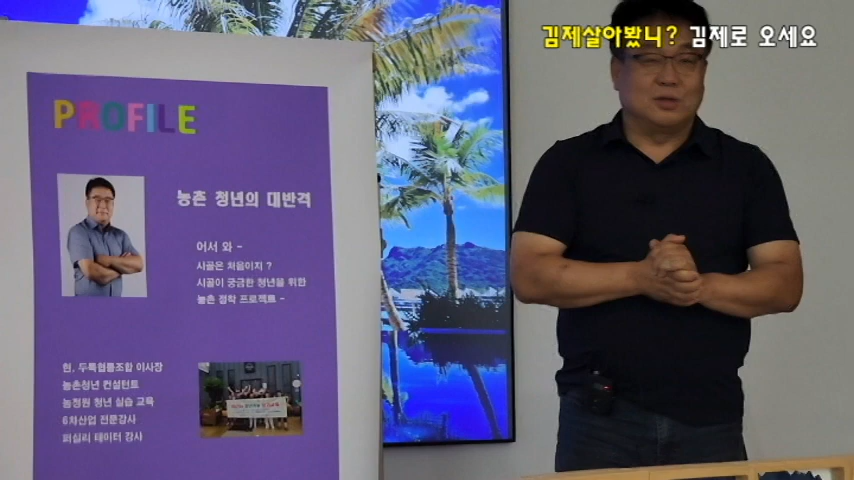 김제살아봤니? 김제로 오세요
PROFILE
농촌 청년의 대반격
어서 와 -
시골은 처음이지 ?
시골이 궁금한 청년을 위한
농촌 정착 프로젝트 -
현, 두둑협동조합 이사장
농촌청년 컨설턴트
농정원 청년 실습 교육
6차산업 전문강사
퍼실리 테이터 강사